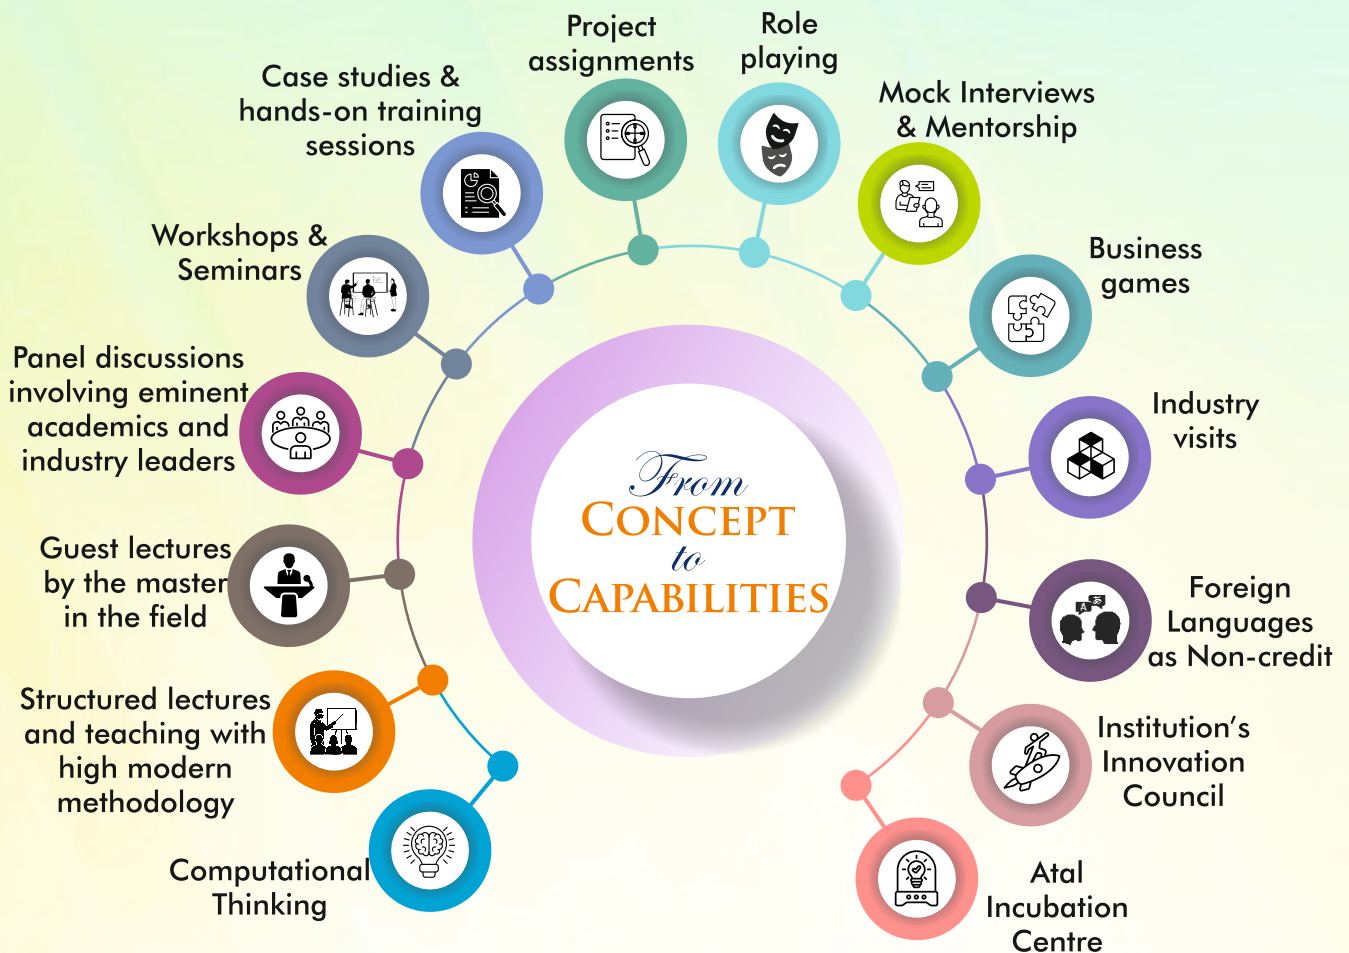 Project
assignments
Role
playing
Case studies &
hands-on training
sessions
Mock Interviews
& Mentorship
Workshops &
Seminars
Business
games
Panel discussions
involving eminent
academics and
industry leaders
Industry
visits
From
CONCEPT
to
CAPABILITIES
Guest lectures
by the master
in the field
Foreign
Languages
as Non-credit
Structured lectures
and teaching with
high modern
methodology
Institution’s
Innovation
Council
Computational
Thinking
Atal
Incubation
Centre